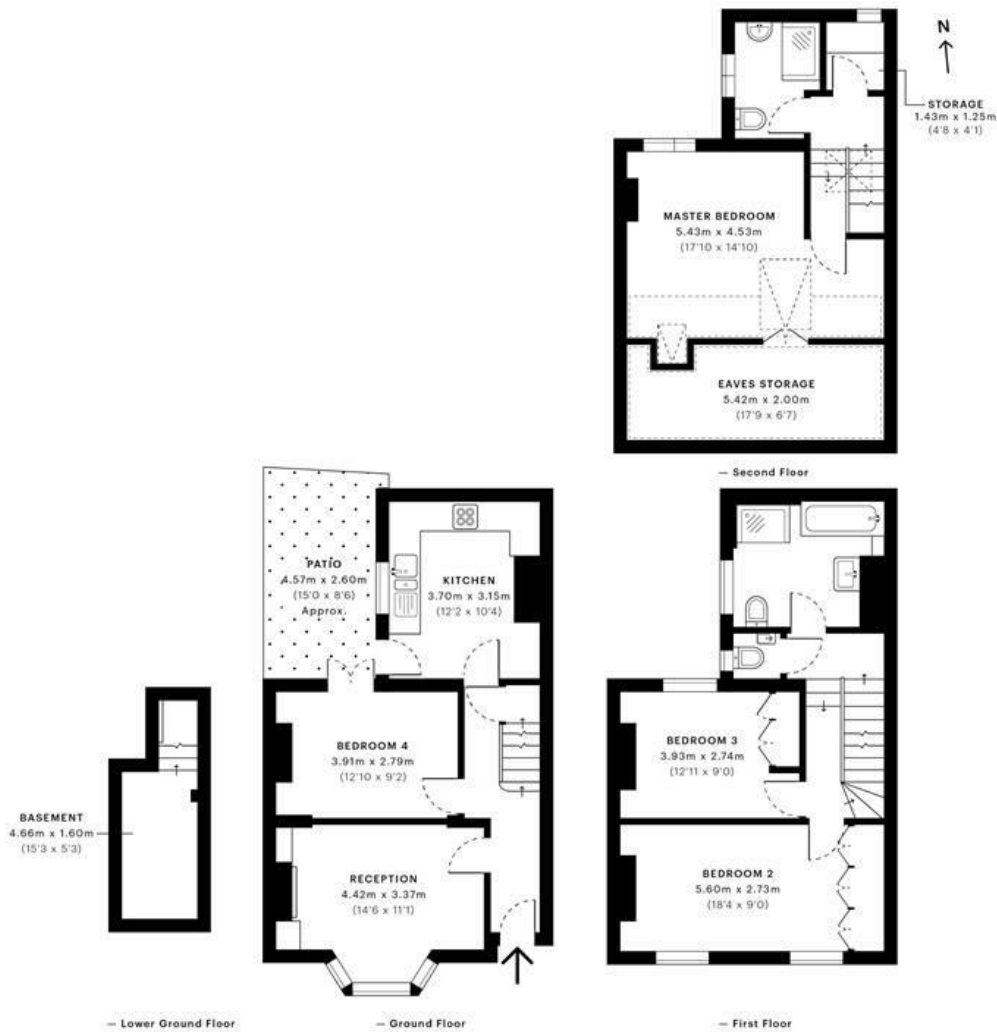 N
STORAGE
1.43m x 1.25m
(4'8 x 4'1)
MASTER BEDROOM
5.43m x 4.53m
(17'10 x 14'10)
EAVES STORAGE
5.42m x 2.00m
(17'9 x 6'7)
— Second Floor
PATIO
4.57m x 2.60m
(15'0 x 8'6)
Approx.
KITCHEN
3.70m x 3.15m
(12'2 x 10'4)
BEDROOM 4
3.91m x 2.79m
(12'10 x 9'2)
BEDROOM 3
3.93m x 2.74m
(12'11 x 9'0)
BASEMENT
4.66m x 1.60m
(15'3 x 5'3)
RECEPTION
4.42m x 3.37m
(14'6 x 11'1)
BEDROOM 2
5.60m x 2.73m
(18'4 x 9'0)
— Lower Ground Floor
— Ground Floor
— First Floor